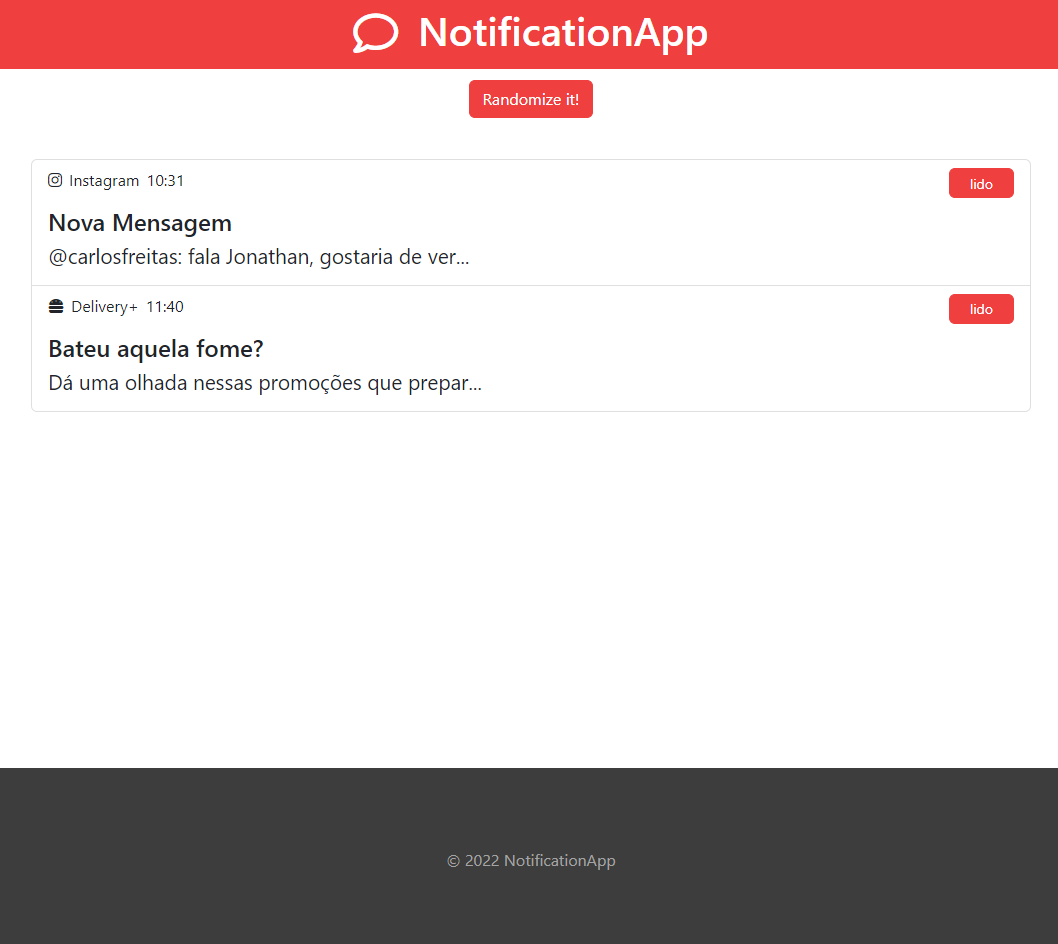 NotificationApp
Randomize it!
Instagram 10:31
lido
Nova Mensagem
@carlosfreitas: fala Jonathan, gostaria de ver...
Delivery+ 11:40
lido
Bateu aquela fome?
Dá uma olhada nessas promoções que prepar...
© 2022 NotificationApp